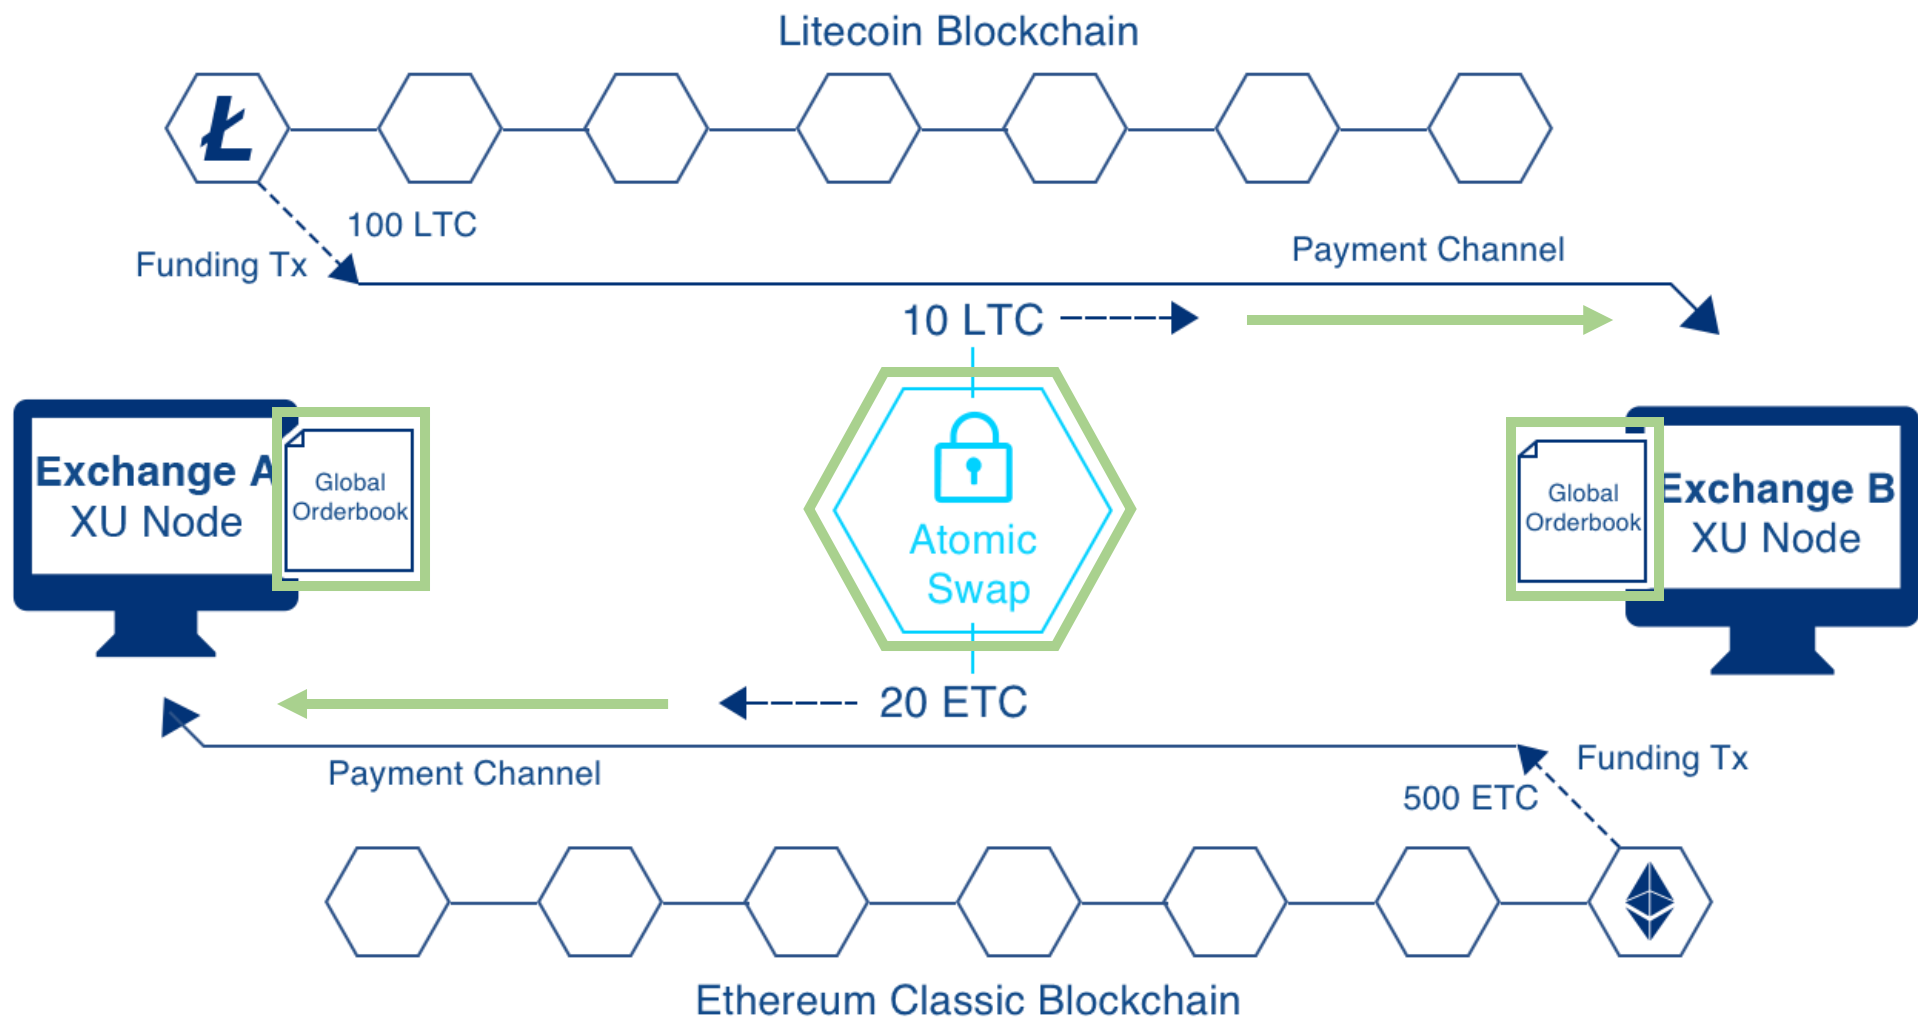 Litecoin Blockchain
100 LTC
Funding Tx
Payment Channel
10 LTC
Exchange A
XU Node
Global
Orderbook
Atomic
Swap
Global
Orderbook
Exchange B
XU Node
20 ETC
Payment Channel
Funding Tx
500 ETC
Ethereum Classic Blockchain